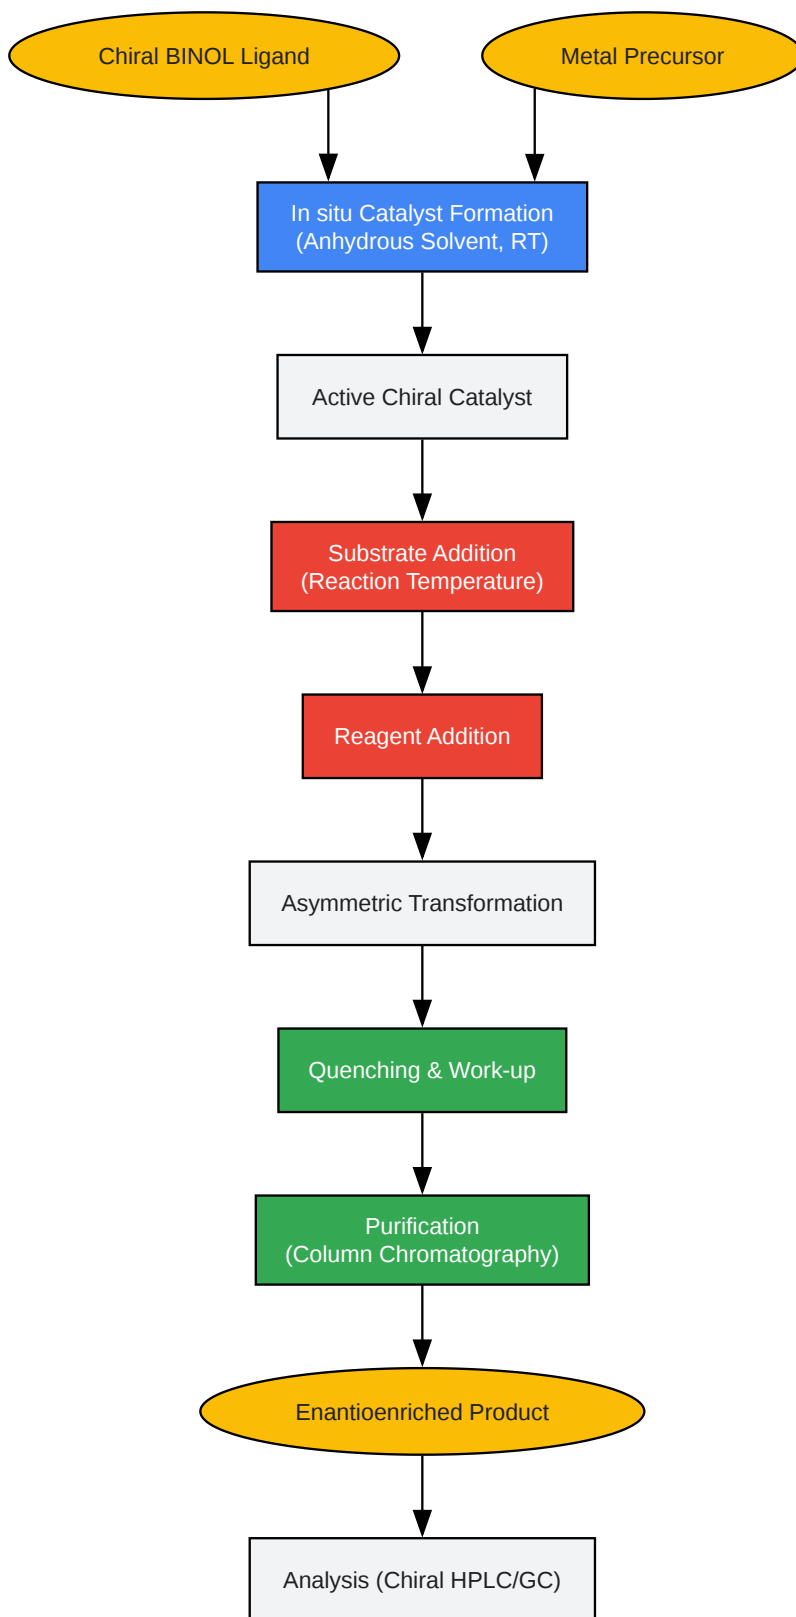 Chiral BINOL Ligand
Metal Precursor
In situ Catalyst Formation
(Anhydrous Solvent, RT)
Active Chiral Catalyst
Substrate Addition
(Reaction Temperature)
Reagent Addition
Asymmetric Transformation
Quenching & Work-up
Purification
(Column Chromatography)
Enantioenriched Product
Analysis (Chiral HPLC/GC)